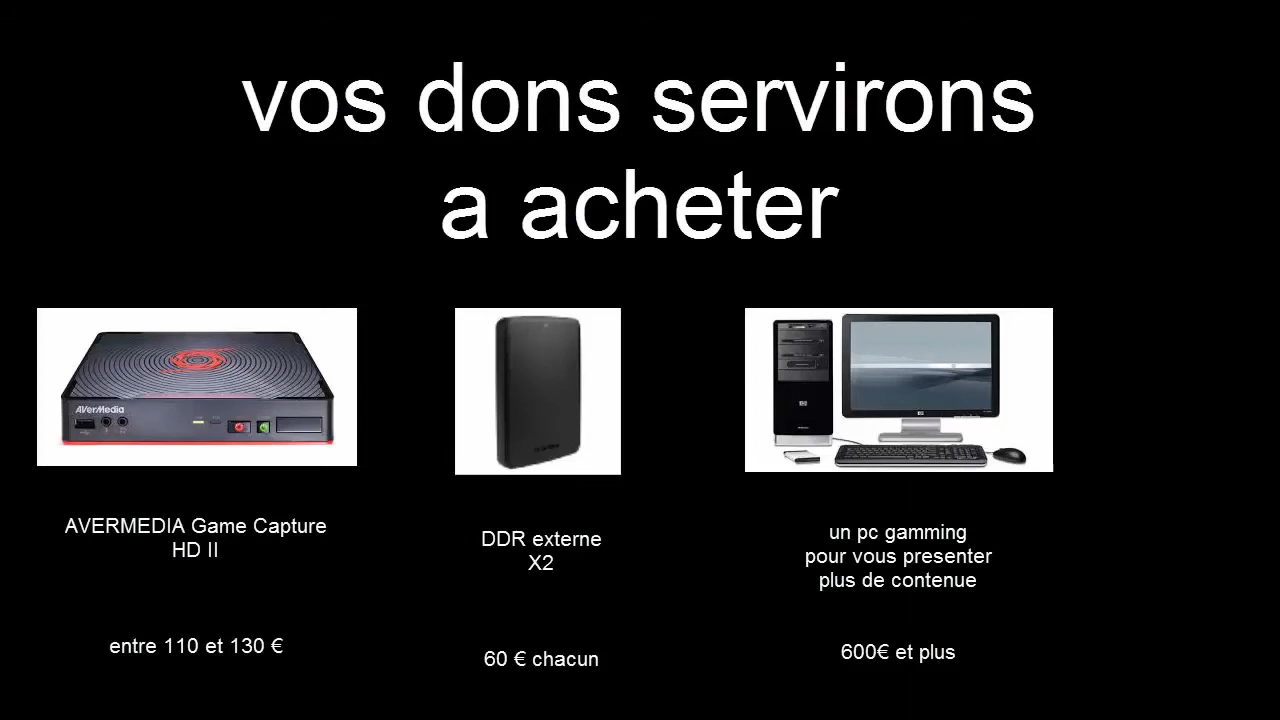 vos dons servirons
a acheter
AVerMedia
AVERMEDIA Game Capture
HD II
entre 110 et 130 €
DDR externe
X2
60 € chacun
un pc gamming
pour vous presenter
plus de contenue
600€ et plus